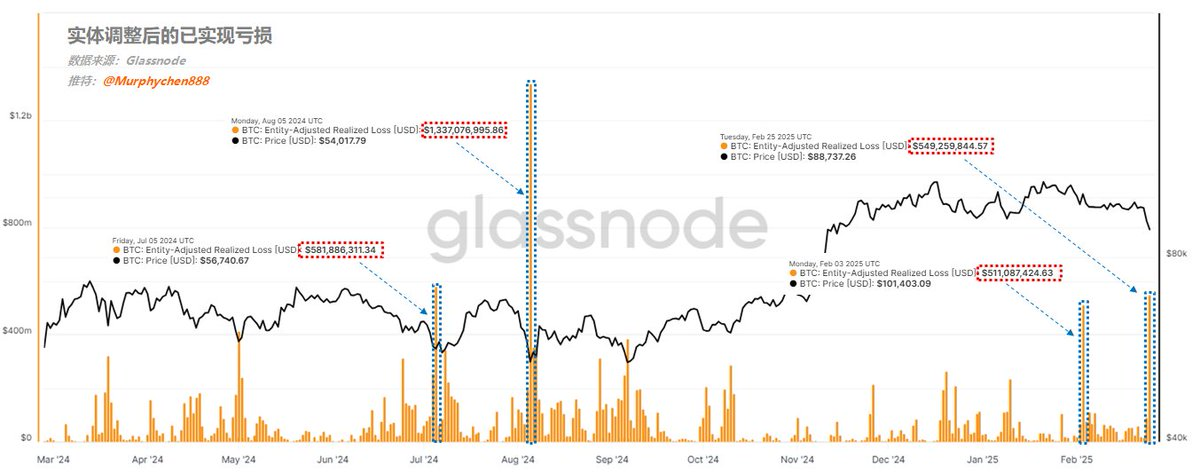 实体调整后的已实现亏损
数据来源：Glassnode
推特：@Murphychen888
$1.2b
$800m
$400m
$0
Monday, Aug 05 2024 UTC
BTC: Entity-Adjusted Realized Loss [USD]: $1,337,076,995.86
BTC: Price [USD]: $54,017.79
Tuesday, Feb 25 2025 UTC
BTC: Entity-Adjusted Realized Loss [USD] $549,259,844.57
BTC: Price [USD]: $88,737.26
glassnode
Friday, Jul 05 2024 UTC
BTC: Entity-Adjusted Realized Loss [USD] $581,886,311.34
BTC: Price [USD]: $56,740.67
Monday, Feb 03 2025 UTC
BTC: Entity-Adjusted Realized Loss [USD] $511,087,424.63
BTC: Price [USD]: $101,403.09
$80k
$40k
Mar '24 Apr '24 May '24 Jun '24 Jul '24 Aug '24 Sep '24 Oct '24 Nov '24 Dec '24 Jan '25 Feb '25